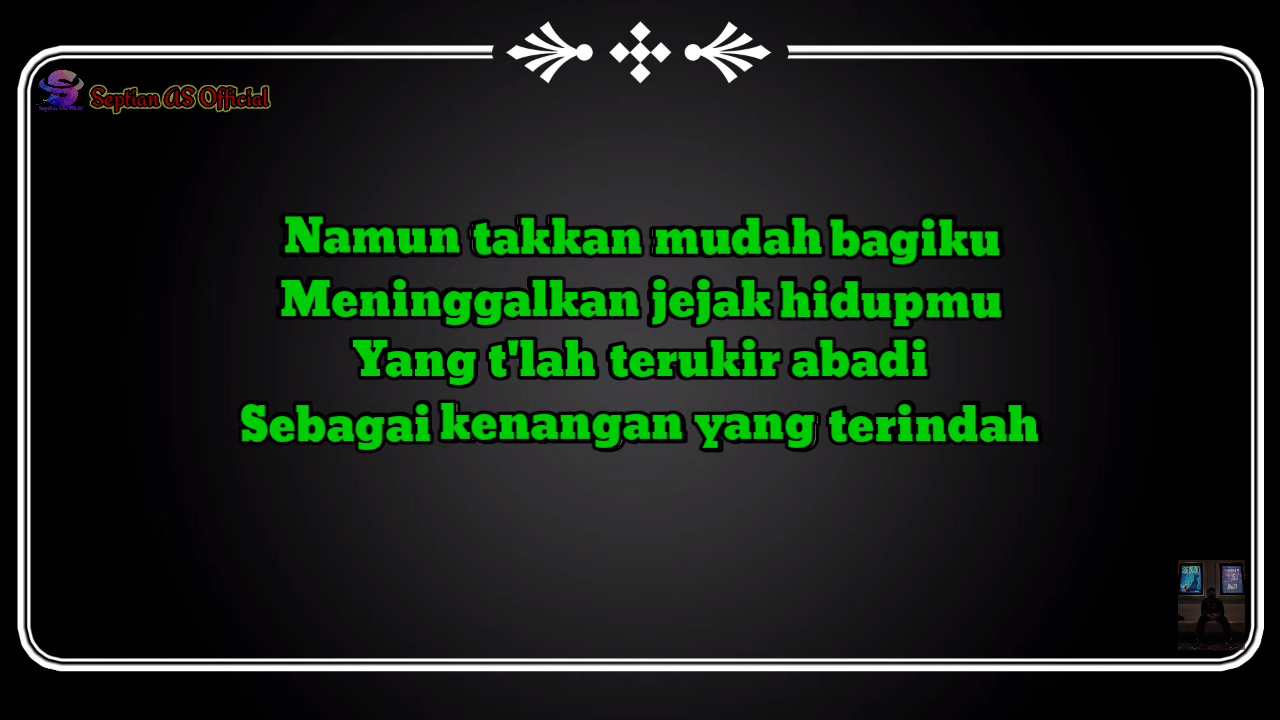 Septian AS Official
Namun takkan mudah bagiku
Meninggalkan jejak hidupmu
Yang t'lah terukir abadi
Sebagai kenangan yang terindah